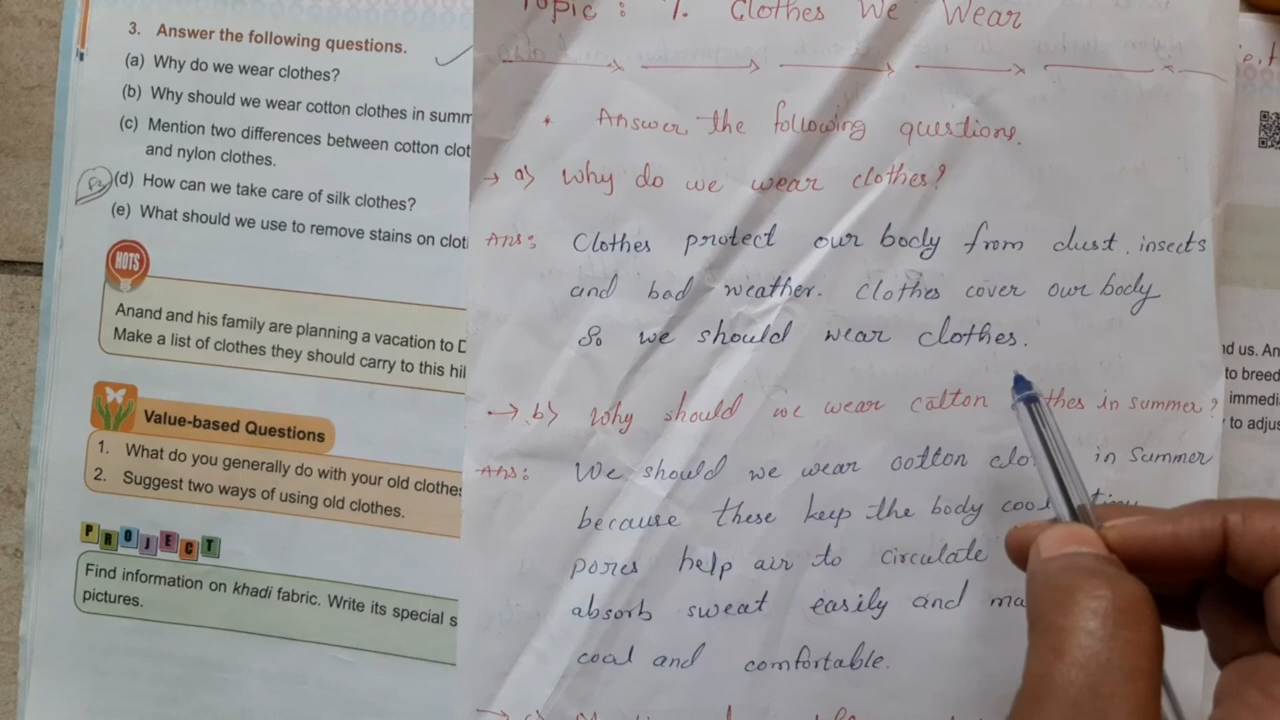 3. Answer the following questions.
(a) Why do we wear clothes?
(b) Why should we wear cotton clothes in summ
(c) Mention two differences between cotton clot
and nylon clothes.
(d) How can we take care of silk clothes?
(e) What should we use to remove stains on clot
HOTS
Anand and his family are planning a vacation to D
Make a list of clothes they should carry to this hil
Value-based Questions
1. What do you generally do with your old clothes
2. Suggest two ways of using old clothes.
PROJECT
Find information on khadi fabric. Write its special s
pictures.
Topic : 7. Clothes We Wear
* Answer the following questions.
→ a) Why do we wear clothes?
Ans: Clothes protect our body from dust, insects
and bad weather. Clothes cover our body
So we should wear clothes.
→ b) Why should we wear catton thes in summer?
Ans: We should we wear cotton clo in Summer
because these keep the body cool tiny
pores help air to circulate
absorb sweat easily and ma
coal and comfortable.
nd us. An
to breed
immedi
to adjus